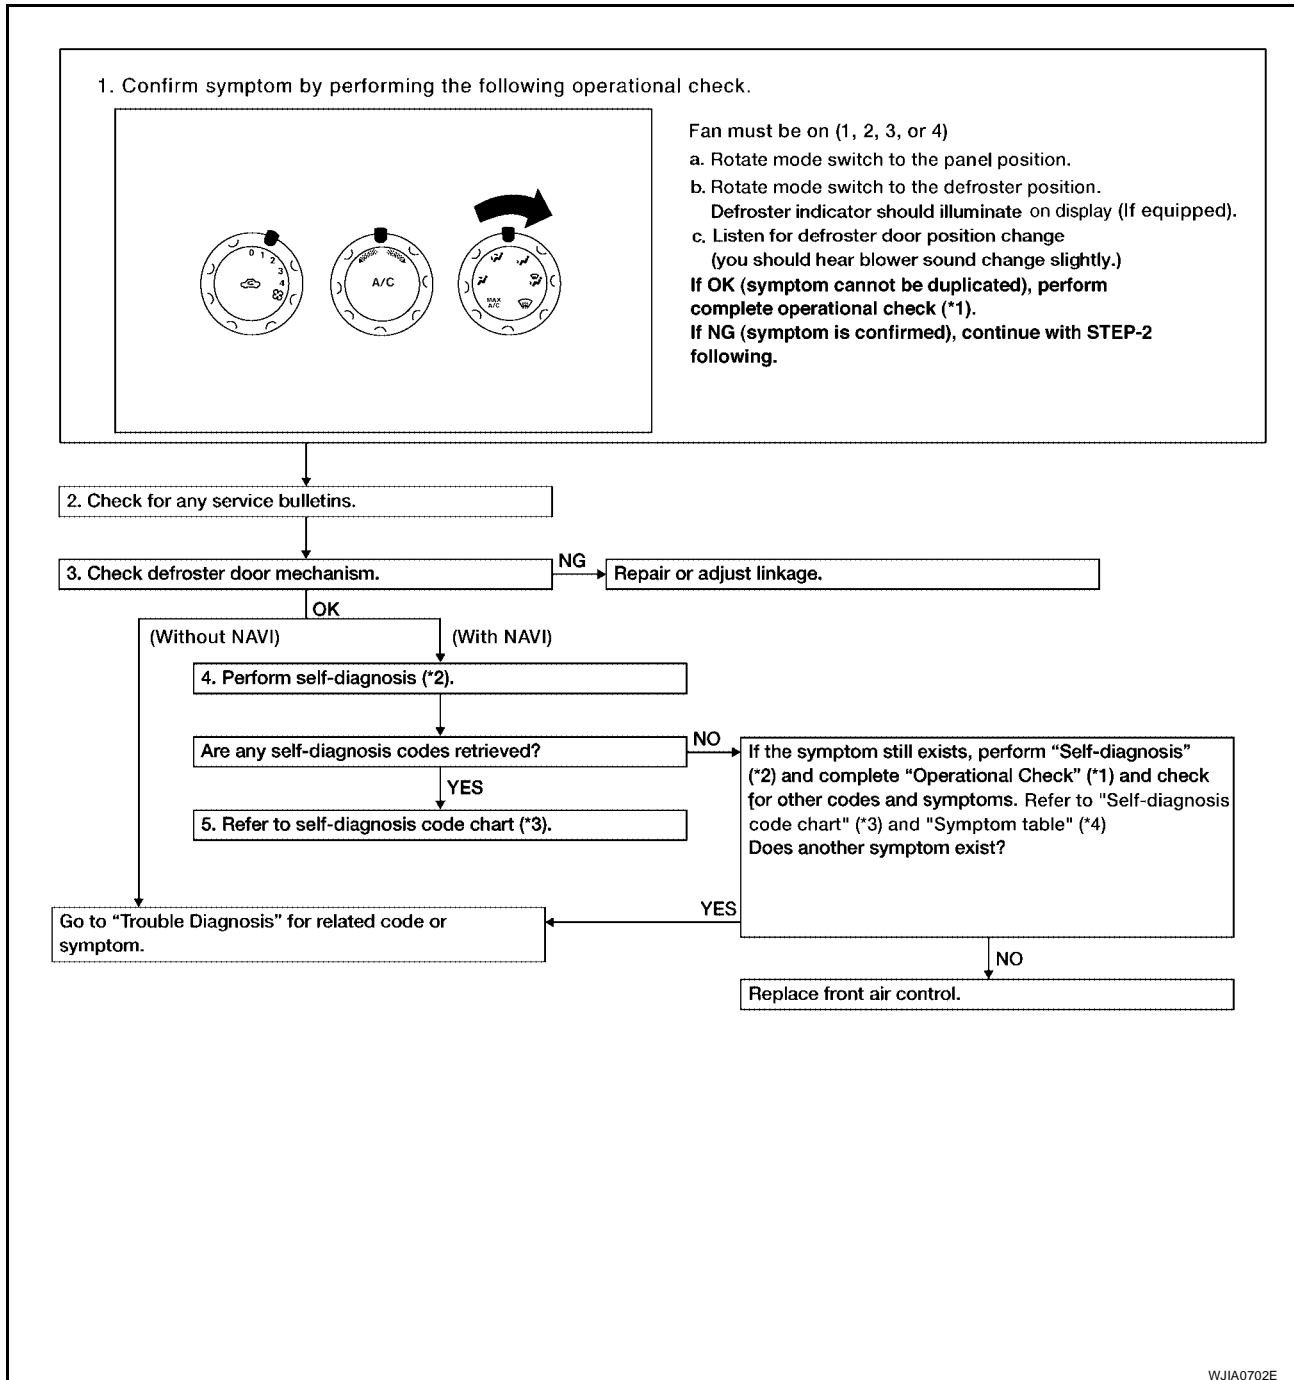 1. Confirm symptom by performing the following operational check.
0 1 2 3 4
A/C
MAX A/C
Fan must be on (1, 2, 3, or 4)
a. Rotate mode switch to the panel position.
b. Rotate mode switch to the defroster position.
Defroster indicator should illuminate on display (If equipped).
c. Listen for defroster door position change
(you should hear blower sound change slightly.)
If OK (symptom cannot be duplicated), perform
complete operational check (*1).
If NG (symptom is confirmed), continue with STEP-2
following.
2. Check for any service bulletins.
3. Check defroster door mechanism.
NG
Repair or adjust linkage.
OK
(Without NAVI)
(With NAVI)
4. Perform self-diagnosis (*2).
Are any self-diagnosis codes retrieved?
NO
YES
5. Refer to self-diagnosis code chart (*3).
If the symptom still exists, perform “Self-diagnosis”
(*2) and complete “Operational Check” (*1) and check
for other codes and symptoms. Refer to "Self-diagnosis
code chart" (*3) and "Symptom table" (*4)
Does another symptom exist?
YES
Go to “Trouble Diagnosis” for related code or
symptom.
NO
Replace front air control.
WJIA0702E